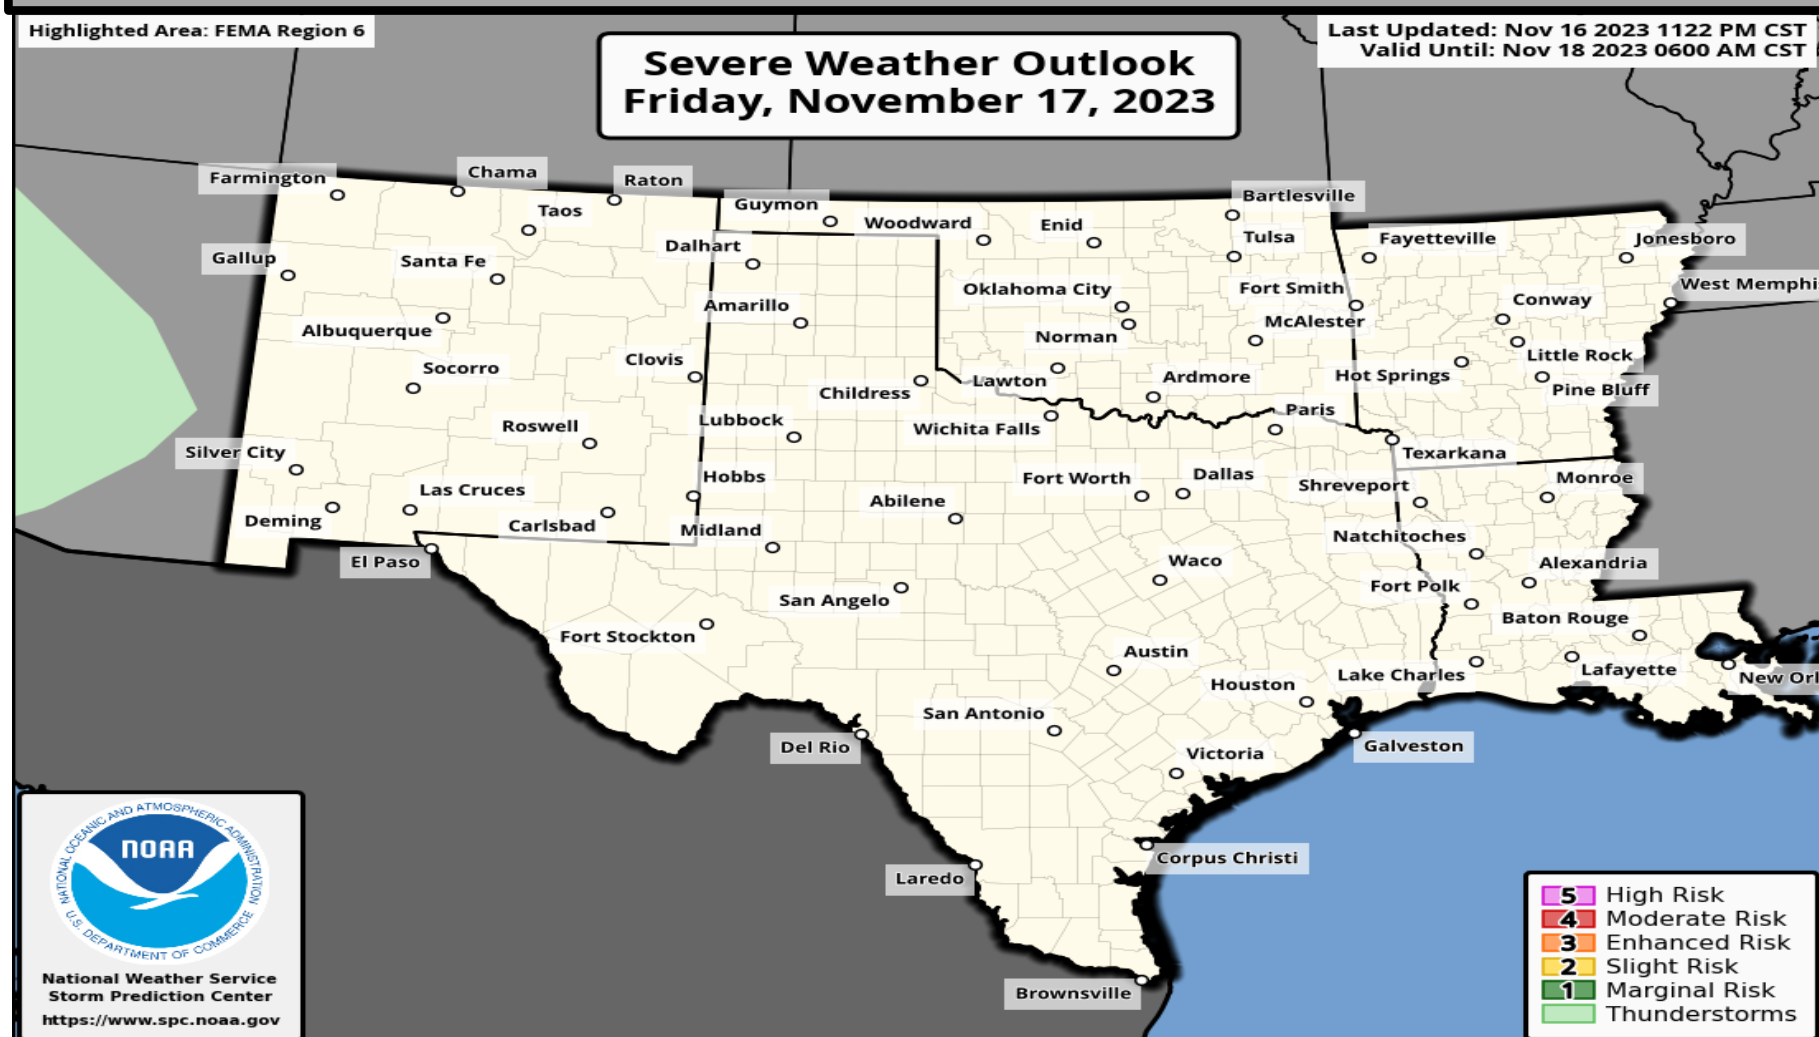 Highlighted Area: FEMA Region 6
Severe Weather Outlook
Friday, November 17, 2023
Last Updated: Nov 16 2023 1122 PM CST
Valid Until: Nov 18 2023 0600 AM CST
Farmington
Chama
Raton
Taos
Guymon
Woodward
Enid
Bartlesville
Gallup
Santa Fe
Dalhart
Tulsa
Fayetteville
Jonesboro
Albuquerque
Amarillo
Oklahoma City
Fort Smith
Conway
West Memphi
Norman
McAlester
Socorro
Clovis
Childress
Lawton
Ardmore
Hot Springs
Little Rock
Pine Bluff
Roswell
Lubbock
Wichita Falls
Paris
Texarkana
Silver City
Las Cruces
Hobbs
Abilene
Fort Worth
Dallas
Shreveport
Monroe
Deming
Carlsbad
Midland
Natchitoches
El Paso
San Angelo
Waco
Fort Polk
Alexandria
Fort Stockton
Baton Rouge
Austin
Houston
Lake Charles
Lafayette
New Orl
San Antonio
Del Rio
Victoria
Galveston
Corpus Christi
Laredo
Brownsville
NATIONAL OCEANIC AND ATMOSPHERIC ADMINISTRATION
NOAA
U.S. DEPARTMENT OF COMMERCE
National Weather Service
Storm Prediction Center
https://www.spc.noaa.gov
5 High Risk
4 Moderate Risk
3 Enhanced Risk
2 Slight Risk
1 Marginal Risk
Thunderstorms